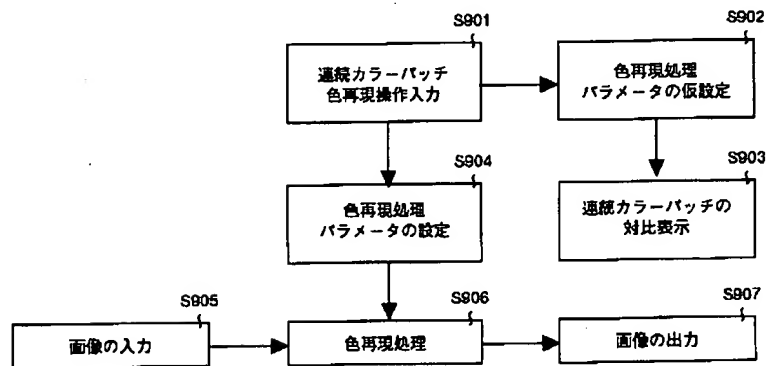 S901
連続カラーパッチ
色再現操作入力
S902
色再現処理
パラメータの仮設定
S904
色再現処理
パラメータの設定
S903
連続カラーパッチの
対比表示
S905
画像の入力
S906
色再現処理
S907
画像の出力